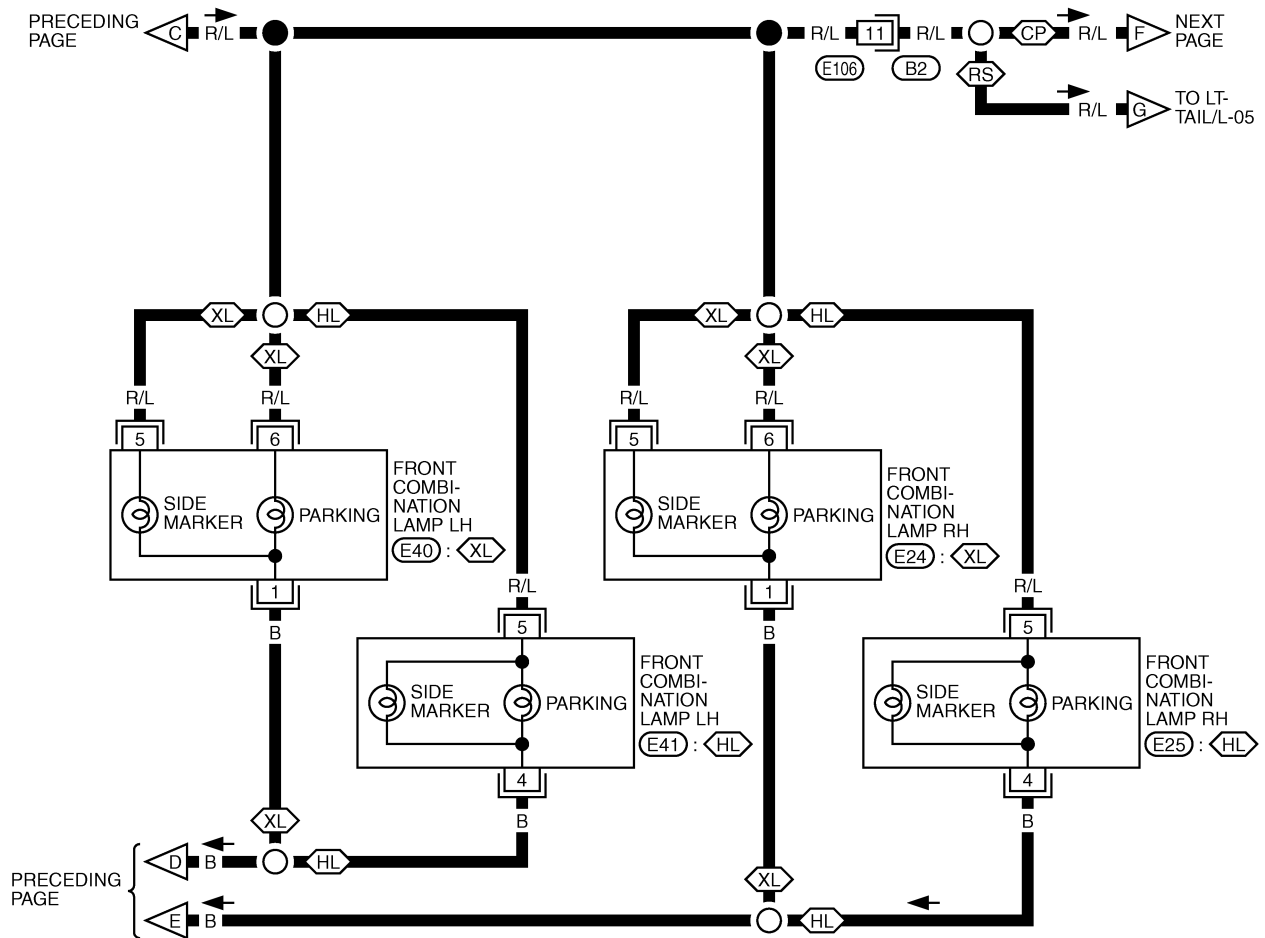 PRECEDING
PAGE
C
R/L
R/L
11
R/L
CP
R/L
F
NEXT
PAGE
E106
B2
RS
R/L
G
TO LT-
TAIL/L-05
XL
HL
XL
HL
XL
XL
R/L
R/L
R/L
R/L
5
6
5
6
SIDE
MARKER
PARKING
FRONT
COMBI-
NATION
LAMP LH
E40 : XL
SIDE
MARKER
PARKING
FRONT
COMBI-
NATION
LAMP RH
E24 : XL
1
B
R/L
1
B
R/L
5
5
SIDE
MARKER
PARKING
FRONT
COMBI-
NATION
LAMP LH
E41 : HL
SIDE
MARKER
PARKING
FRONT
COMBI-
NATION
LAMP RH
E25 : HL
4
B
4
B
XL
PRECEDING
PAGE
D
B
HL
XL
E
B
HL